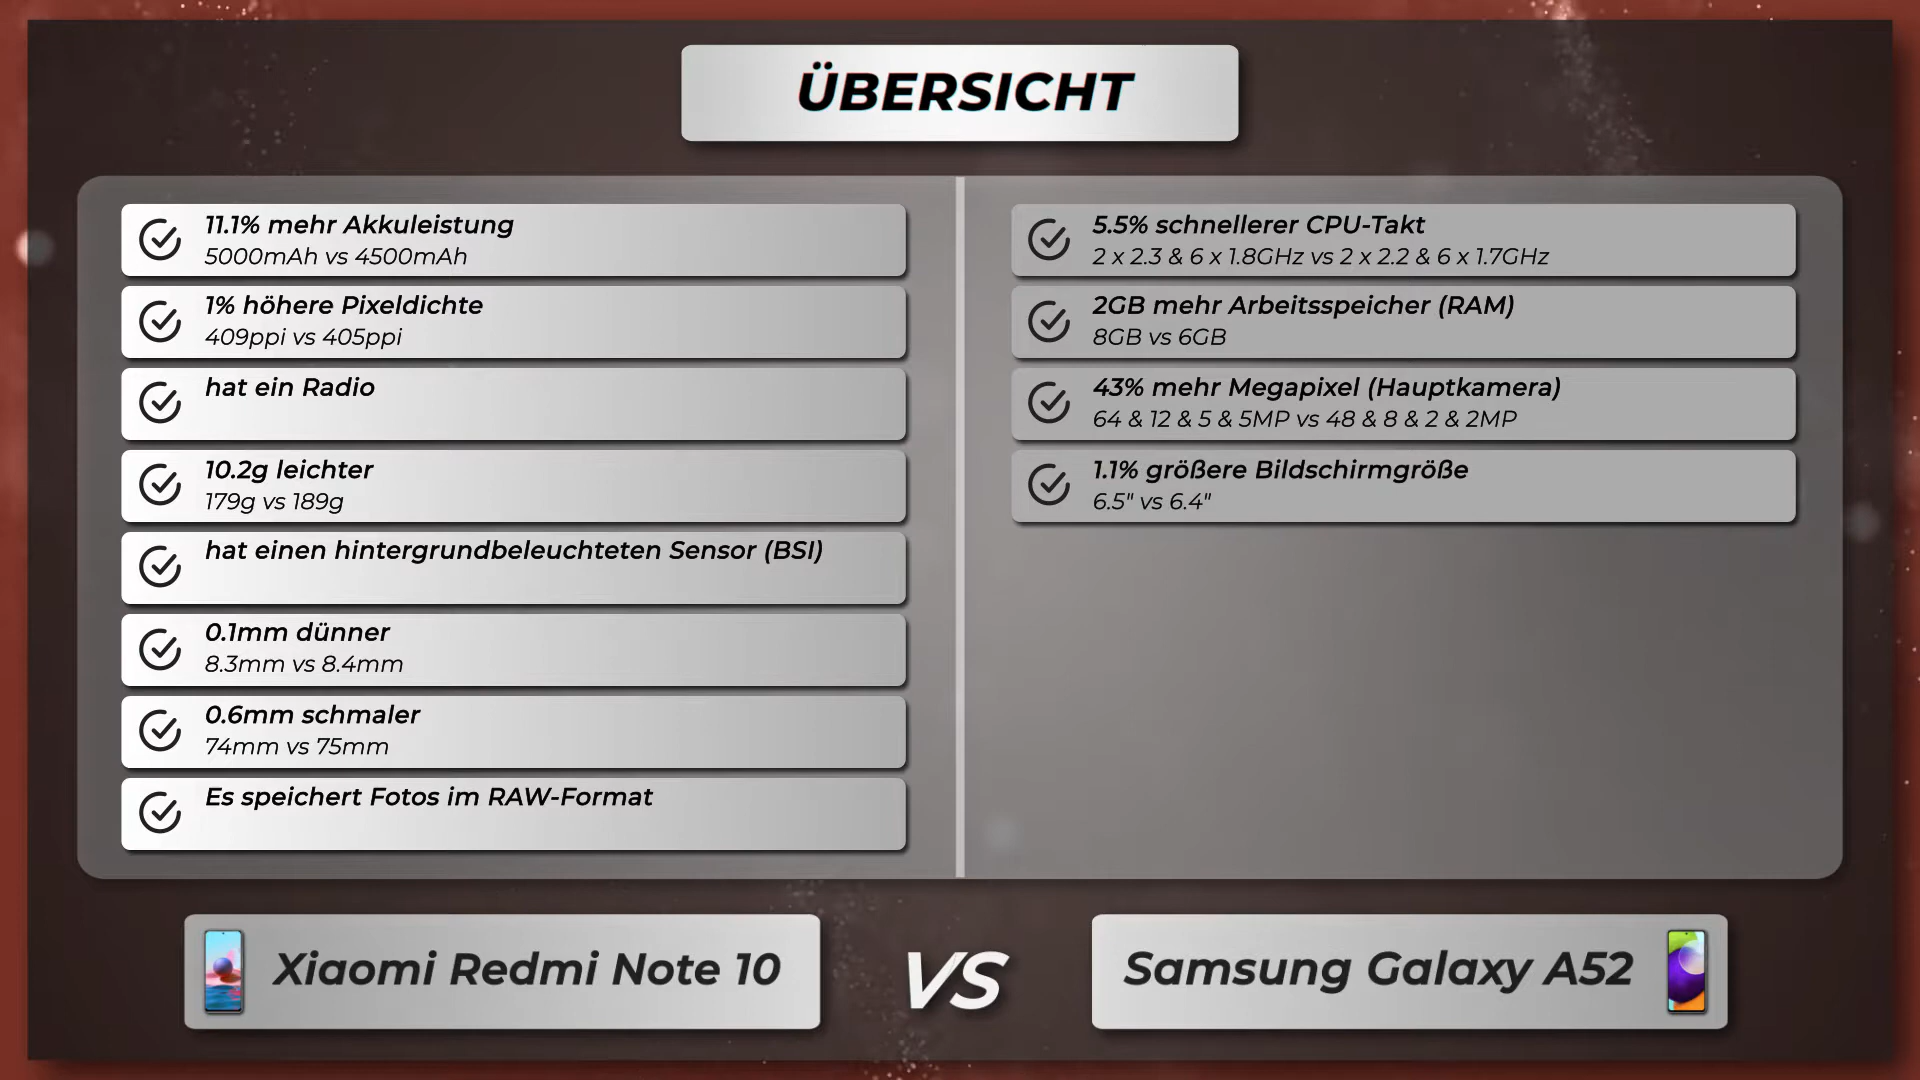 ÜBERSICHT
11.1% mehr Akkuleistung
5000mAh vs 4500mAh
1% höhere Pixeldichte
409ppi vs 405ppi
hat ein Radio
10.2g leichter
179g vs 189g
hat einen hintergrundbeleuchteten Sensor (BSI)
0.1mm dünner
8.3mm vs 8.4mm
0.6mm schmaler
74mm vs 75mm
Es speichert Fotos im RAW-Format
5.5% schnellerer CPU-Takt
2 x 2.3 & 6 x 1.8GHz vs 2 x 2.2 & 6 x 1.7GHz
2GB mehr Arbeitsspeicher (RAM)
8GB vs 6GB
43% mehr Megapixel (Hauptkamera)
64 & 12 & 5 & 5MP vs 48 & 8 & 2 & 2MP
1.1% größere Bildschirmgröße
6.5" vs 6.4"
Xiaomi Redmi Note 10
VS
Samsung Galaxy A52